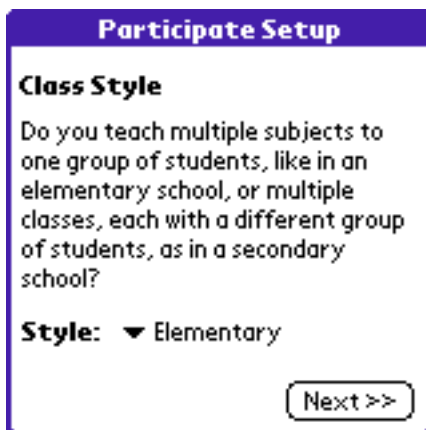 Participate Setup
Class Style
Do you teach multiple subjects to
one group of students, like in an
elementary school, or multiple
classes, each with a different group
of students, as in a secondary
school?
Style: Elementary
Next >>